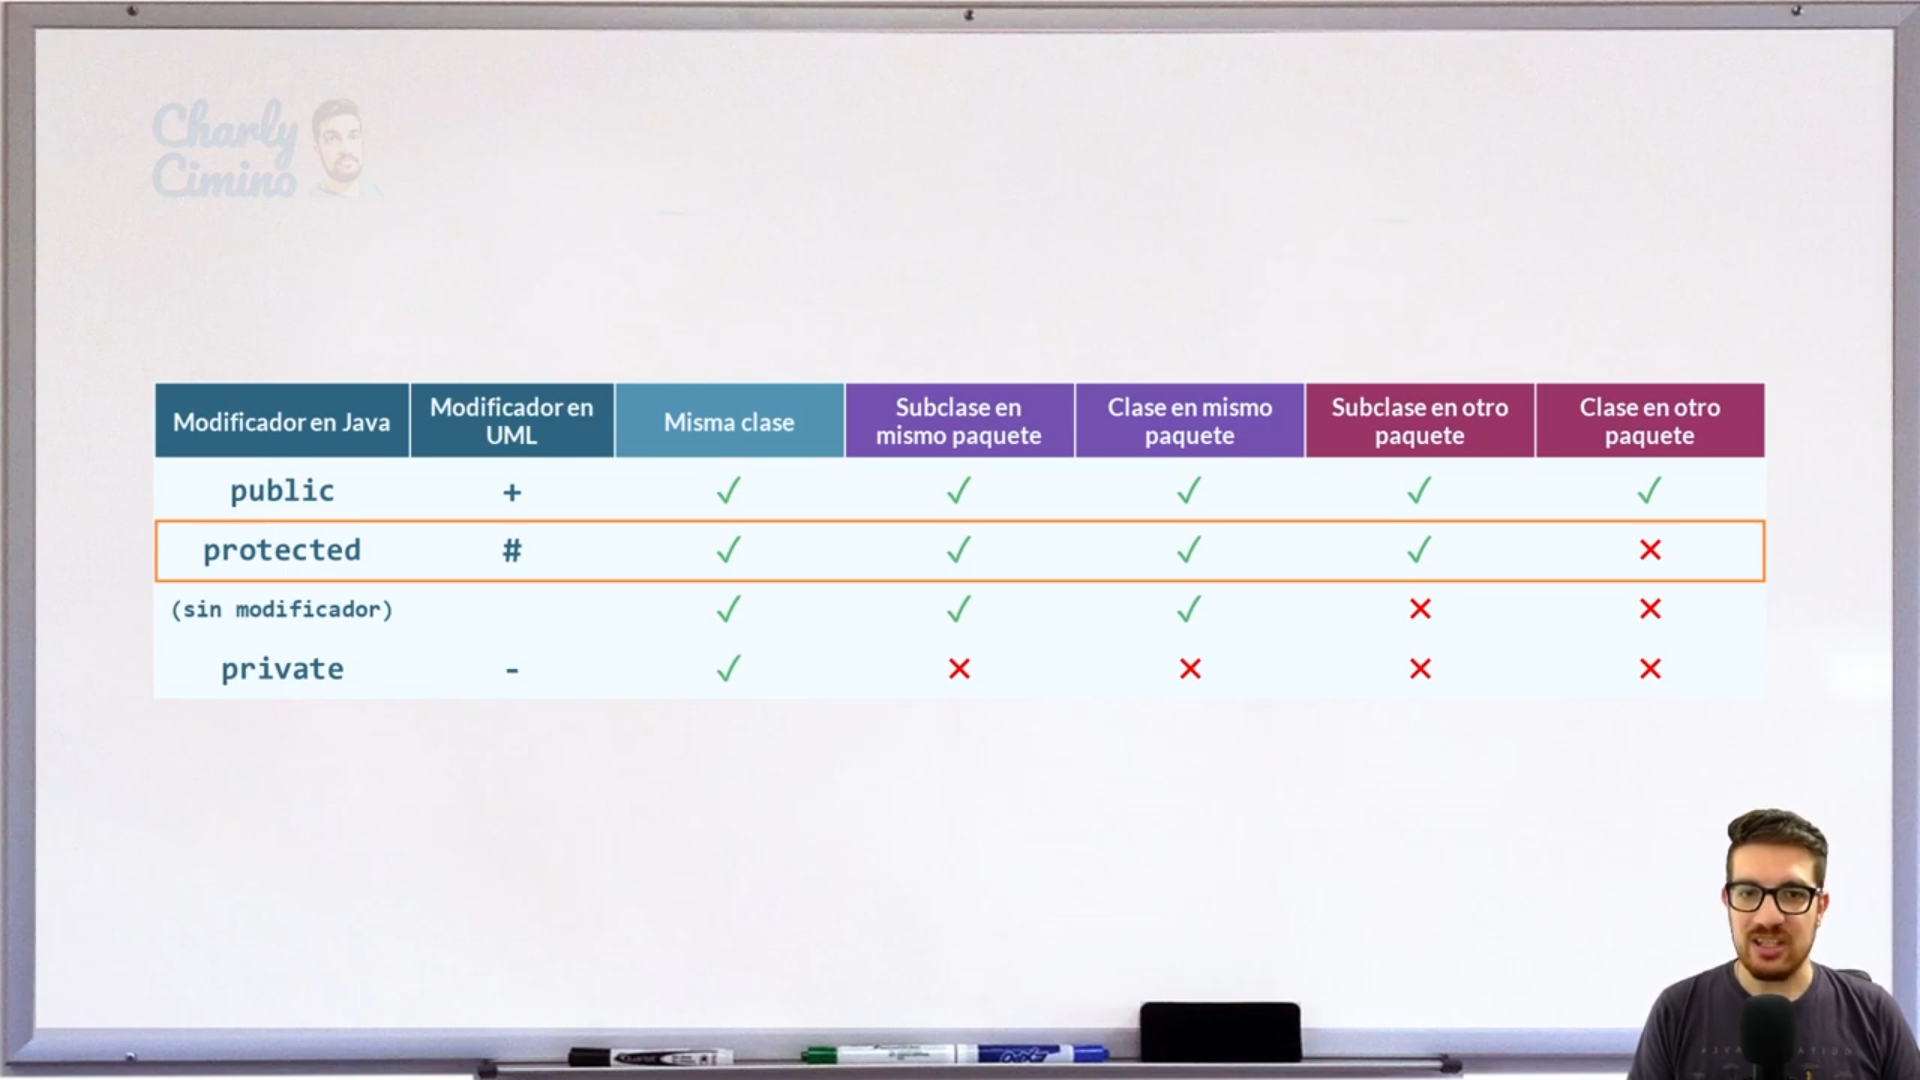 Charly
Cimino
Modificador en Java
Modificador en
UML
Misma clase
Subclase en
mismo paquete
Clase en mismo
paquete
Subclase en otro
paquete
Clase en otro
paquete
public + ✓ ✓ ✓ ✓ ✓
protected # ✓ ✓ ✓ ✓ ✕
(sin modificador) ✓ ✓ ✓ ✕ ✕
private - ✓ ✕ ✕ ✕ ✕